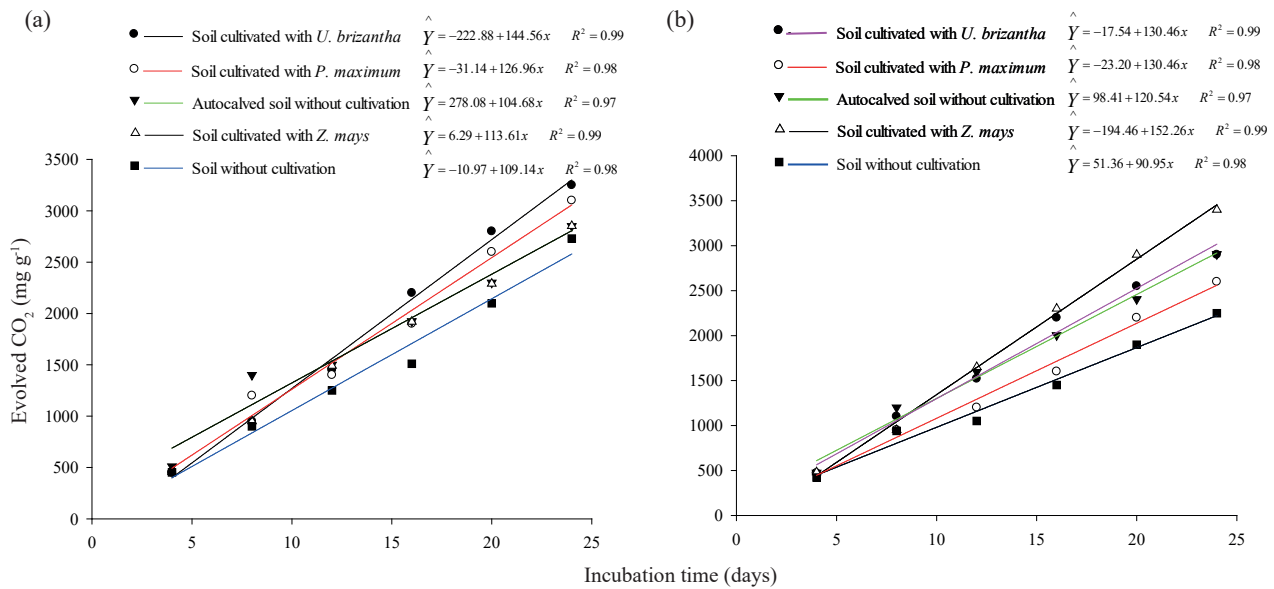 (a)
Soil cultivated with U. brizantha Ŷ = −222.88+144.56x R² = 0.99
Soil cultivated with P. maximum Ŷ = −31.14+126.96x R² = 0.98
Autocalved soil without cultivation Ŷ = 278.08+104.68x R² = 0.97
Soil cultivated with Z. mays Ŷ = 6.29+113.61x R² = 0.99
Soil without cultivation Ŷ = −10.97+109.14x R² = 0.98
3500
3000
2500
2000
1500
1000
500
0
0 5 10 15 20 25
Evolved CO₂ (mg g⁻¹)
(b)
Soil cultivated with U. brizantha Ŷ = −17.54+130.46x R² = 0.99
Soil cultivated with P. maximum Ŷ = −23.20+130.46x R² = 0.98
Autocalved soil without cultivation Ŷ = 98.41+120.54x R² = 0.97
Soil cultivated with Z. mays Ŷ = −194.46+152.26x R² = 0.99
Soil without cultivation Ŷ = 51.36+90.95x R² = 0.98
4000
3500
3000
2500
2000
1500
1000
500
0
0 5 10 15 20 25
Incubation time (days)